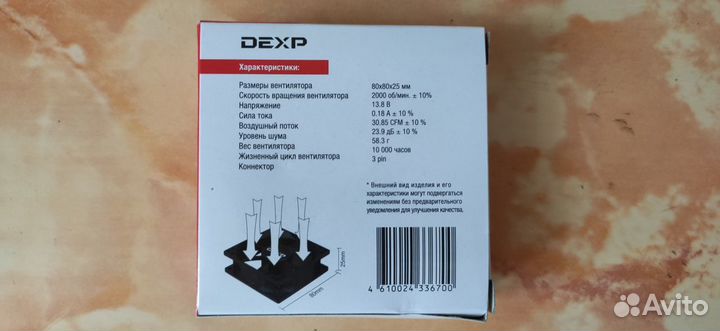 DEXP
Характеристики:
Размеры вентилятора 80x80x25 мм
Скорость вращения вентилятора 2000 об/мин. ± 10%
Напряжение 13.8 В
Сила тока 0.18 А ± 10 %
Воздушный поток 30.85 CFM ± 10 %
Уровень шума 23.9 дБ ± 10 %
Вес вентилятора 58.3 г
Жизненный цикл вентилятора 10 000 часов
Коннектор 3 pin
* Внешний вид изделия и его
характеристики могут подвергаться
изменениям без предварительного
уведомления для улучшения качества.
25mm
80mm
4 610024 336700
Avito